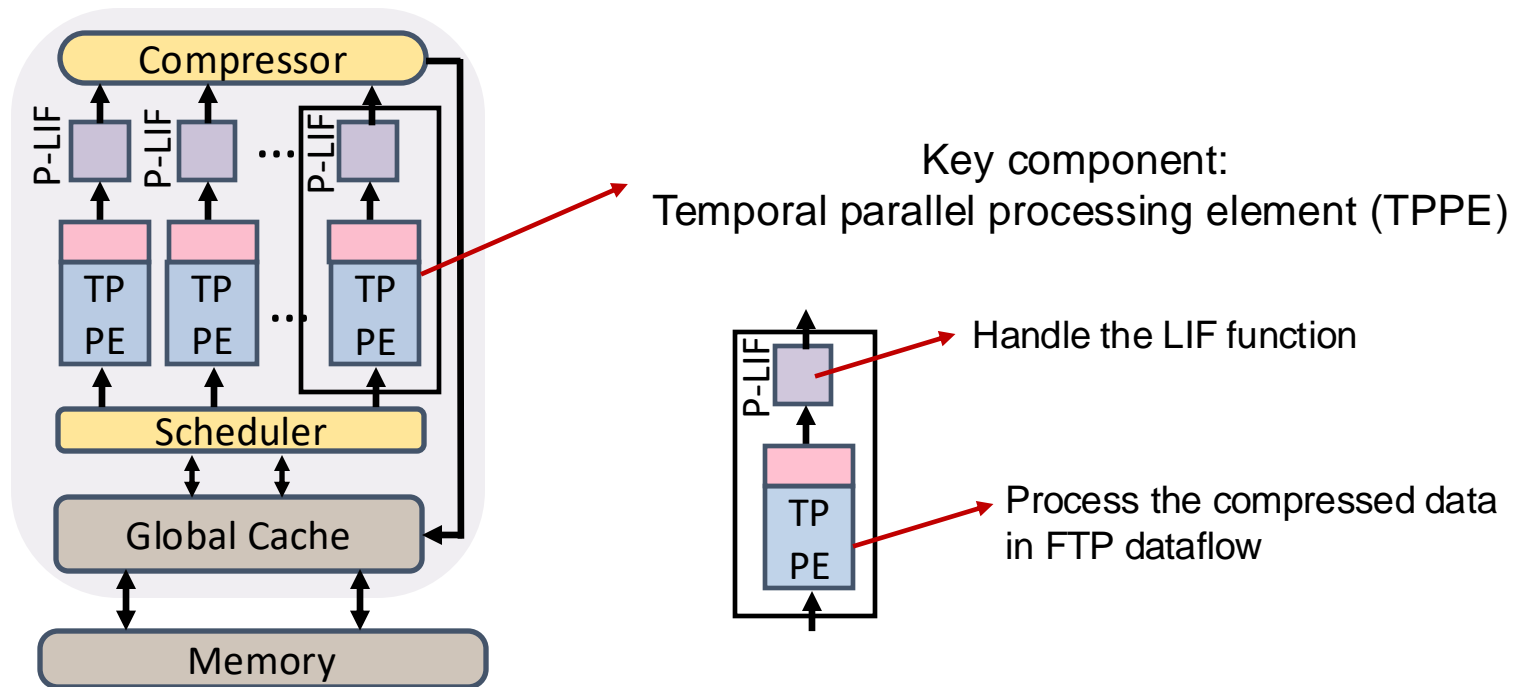 Compressor
P-LIF
P-LIF
...
P-LIF
TP
PE
TP
PE
...
TP
PE
Scheduler
Global Cache
Memory
Key component:
Temporal parallel processing element (TPPE)
P-LIF
Handle the LIF function
TP
PE
Process the compressed data
in FTP dataflow